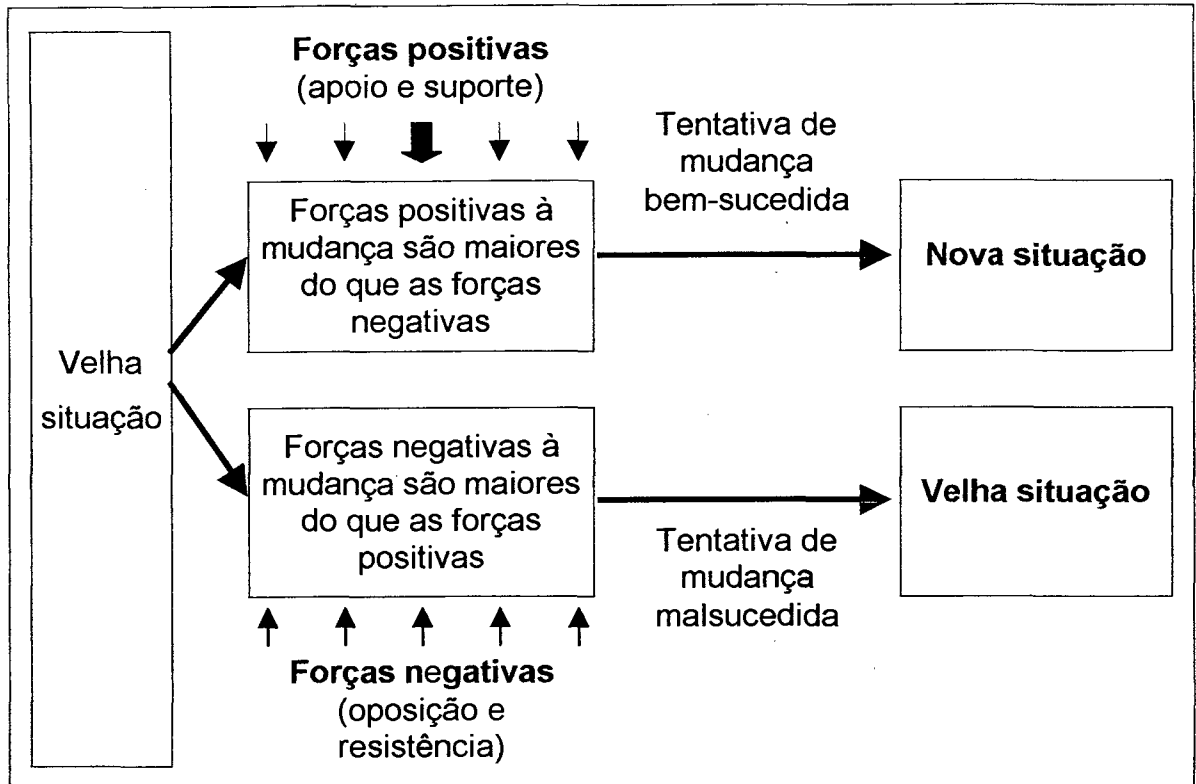 Forças positivas
(apoio e suporte)
Tentativa de
mudança
bem-sucedida
Forças positivas à
mudança são maiores
do que as forças
negativas
Nova situação
Velha
situação
Forças negativas à
mudança são maiores
do que as forças
positivas
Velha situação
Tentativa de
mudança
malsucedida
Forças negativas
(oposição e
resistência)